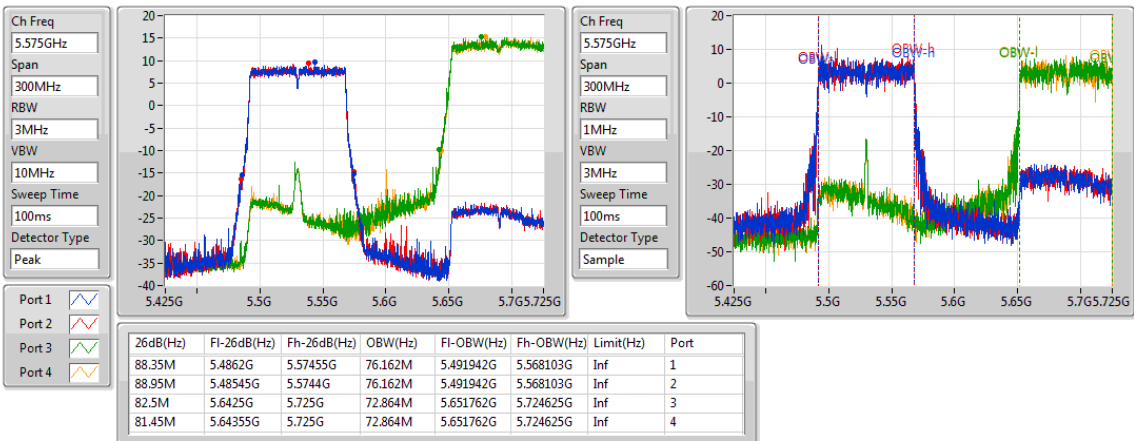 Ch Freq
5.575GHz
Span
300MHz
RBW
3MHz
VBW
10MHz
Sweep Time
100ms
Detector Type
Peak
20
15
10
5
0
-5
-10
-15
-20
-25
-30
-35
-40
5.425G 5.5G 5.55G 5.6G 5.65G 5.7G 5.725G
Ch Freq
5.575GHz
Span
300MHz
RBW
1MHz
VBW
3MHz
Sweep Time
100ms
Detector Type
Sample
20
10
0
-10
-20
-30
-40
-50
-60
OBW-h
OBW-h
OBW-l
5.425G 5.5G 5.55G 5.6G 5.65G 5.7G 5.725G
Port 1
Port 2
Port 3
Port 4
26dB(Hz) Fl-26dB(Hz) Fh-26dB(Hz) OBW(Hz) Fl-OBW(Hz) Fh-OBW(Hz) Limit(Hz) Port
88.35M 5.4862G 5.57455G 76.162M 5.491942G 5.568103G Inf 1
88.95M 5.48545G 5.5744G 76.162M 5.491942G 5.568103G Inf 2
82.5M 5.6425G 5.725G 72.864M 5.651762G 5.724625G Inf 3
81.45M 5.64355G 5.725G 72.864M 5.651762G 5.724625G Inf 4